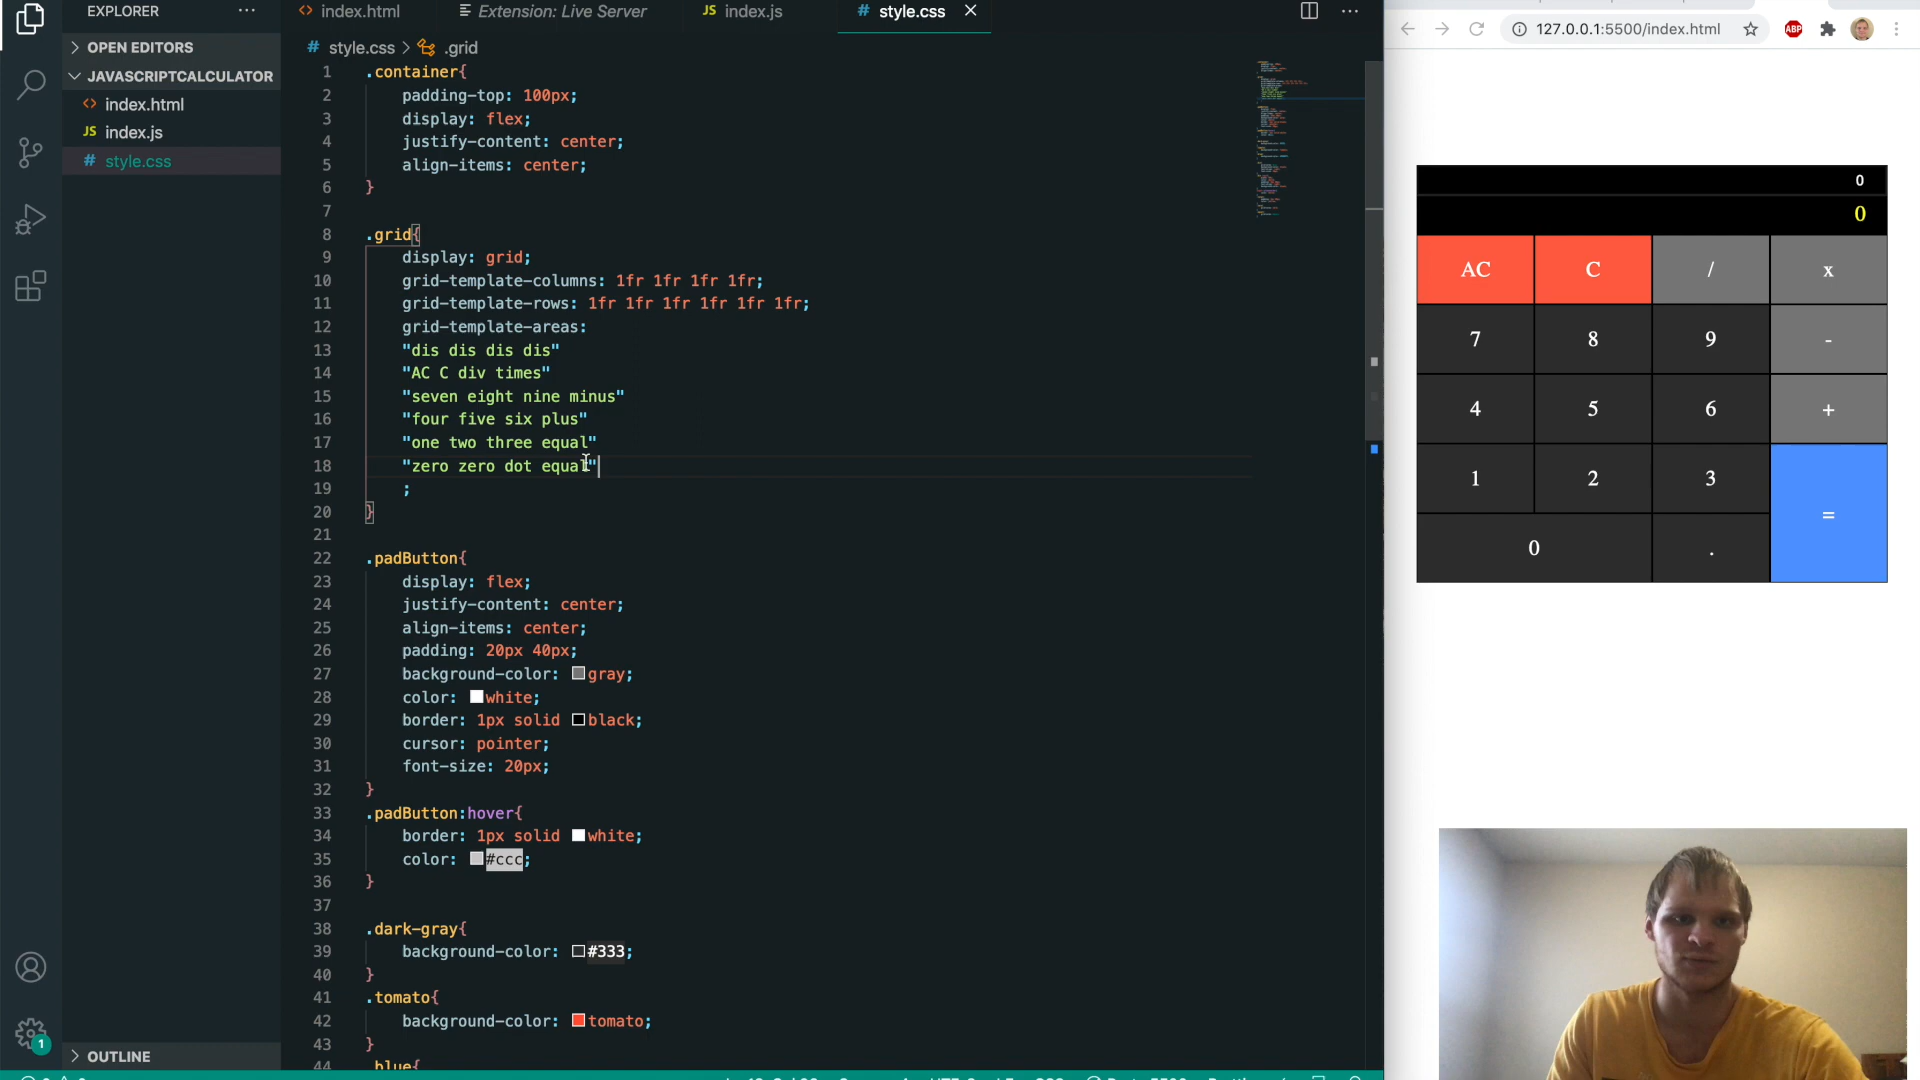 EXPLORER
OPEN EDITORS
JAVASCRIPTCALCULATOR
index.html
JS index.js
# style.css
OUTLINE
1
index.html
Extension: Live Server
JS index.js
# style.css
# style.css > .grid
1 .container{
2 padding-top: 100px;
3 display: flex;
4 justify-content: center;
5 align-items: center;
6 }
7
8 .grid{
9 display: grid;
10 grid-template-columns: 1fr 1fr 1fr 1fr;
11 grid-template-rows: 1fr 1fr 1fr 1fr 1fr 1fr;
12 grid-template-areas:
13 "dis dis dis dis"
14 "AC C div times"
15 "seven eight nine minus"
16 "four five six plus"
17 "one two three equal"
18 "zero zero dot equal"
19 ;
20 }
21
22 .padButton{
23 display: flex;
24 justify-content: center;
25 align-items: center;
26 padding: 20px 40px;
27 background-color: gray;
28 color: white;
29 border: 1px solid black;
30 cursor: pointer;
31 font-size: 20px;
32 }
33 .padButton:hover{
34 border: 1px solid white;
35 color: #ccc;
36 }
37
38 .dark-gray{
39 background-color: #333;
40 }
41 .tomato{
42 background-color: tomato;
43 }
44 .blue{
127.0.0.1:5500/index.html
ABP
0
0
AC C / x
7 8 9 -
4 5 6 +
1 2 3 =
0 .